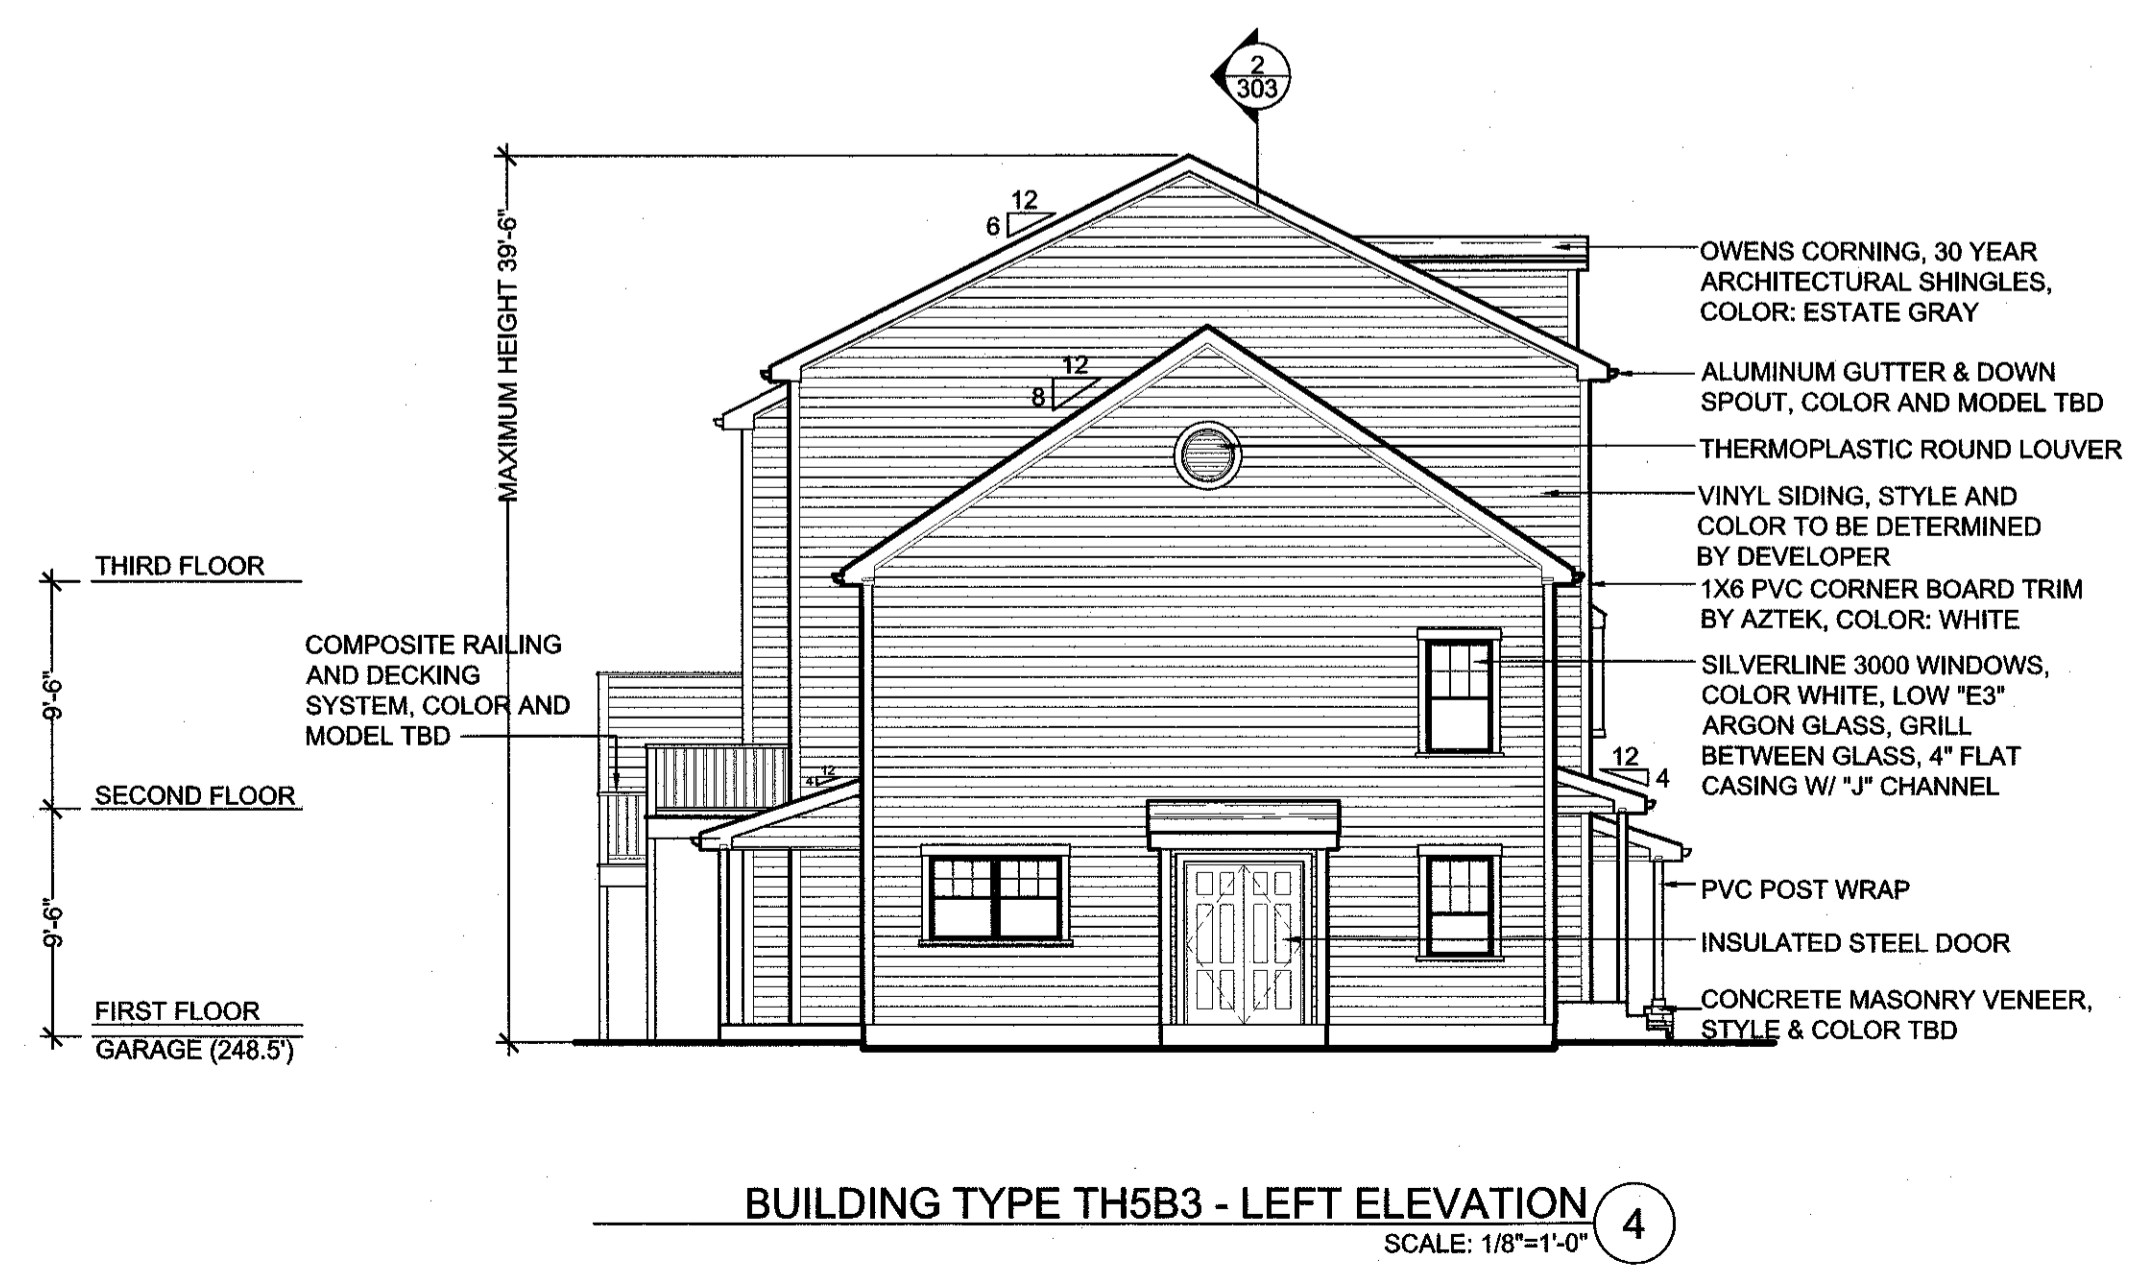 2
303
MAXIMUM HEIGHT 39'-6"
12
6
12
8
OWENS CORNING, 30 YEAR
ARCHITECTURAL SHINGLES,
COLOR: ESTATE GRAY
ALUMINUM GUTTER & DOWN
SPOUT, COLOR AND MODEL TBD
THERMOPLASTIC ROUND LOUVER
VINYL SIDING, STYLE AND
COLOR TO BE DETERMINED
BY DEVELOPER
1X6 PVC CORNER BOARD TRIM
BY AZTEK, COLOR: WHITE
SILVERLINE 3000 WINDOWS,
COLOR WHITE, LOW "E3"
ARGON GLASS, GRILL
BETWEEN GLASS, 4" FLAT
CASING W/ "J" CHANNEL
12
4
PVC POST WRAP
INSULATED STEEL DOOR
CONCRETE MASONRY VENEER,
STYLE & COLOR TBD
THIRD FLOOR
9'-6"
COMPOSITE RAILING
AND DECKING
SYSTEM, COLOR AND
MODEL TBD
12
4
SECOND FLOOR
9'-6"
FIRST FLOOR
GARAGE (248.5')
BUILDING TYPE TH5B3 - LEFT ELEVATION
4
SCALE: 1/8"=1'-0"